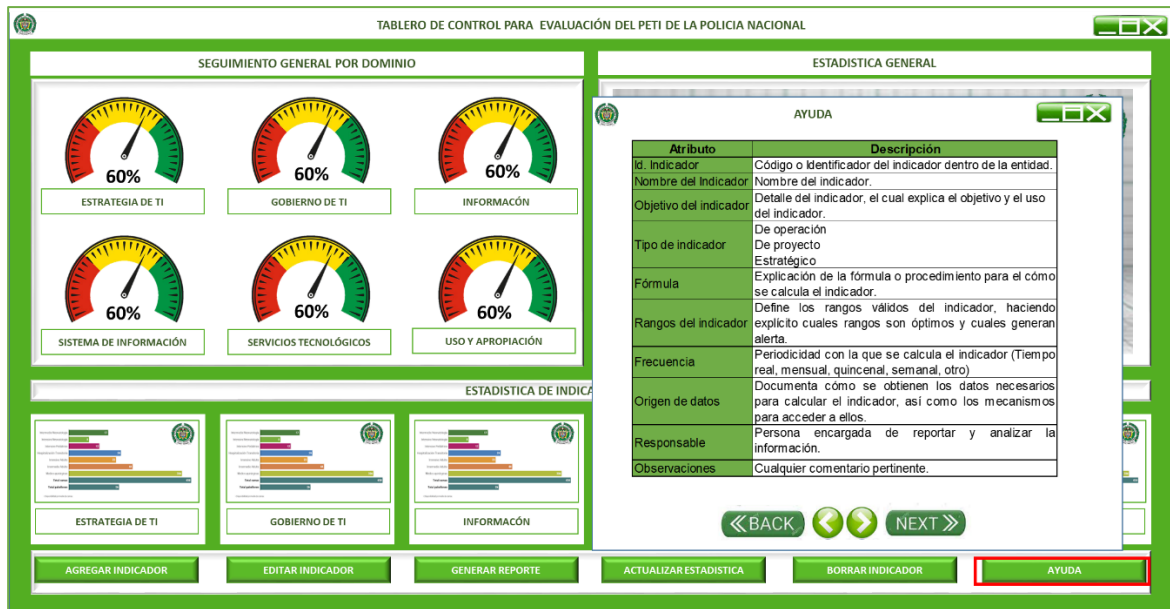 TABLERO DE CONTROL PARA EVALUACIÓN DEL PETI DE LA POLICIA NACIONAL
SEGUIMIENTO GENERAL POR DOMINIO
ESTADISTICA GENERAL
60%
60%
60%
ESTRATEGIA DE TI
GOBIERNO DE TI
INFORMACÓN
60%
60%
60%
SISTEMA DE INFORMACIÓN
SERVICIOS TECNOLÓGICOS
USO Y APROPIACIÓN
AYUDA
Atributo Descripción
Id. Indicador Código o Identificador del indicador dentro de la entidad.
Nombre del Indicador Nombre del indicador.
Objetivo del indicador Detalle del indicador, el cual explica el objetivo y el uso
del indicador.
Tipo de indicador De operación
De proyecto
Estratégico
Fórmula Explicación de la fórmula o procedimiento para el cómo
se calcula el indicador.
Rangos del indicador Define los rangos válidos del indicador, haciendo
explícito cuales rangos son óptimos y cuales generan
alerta.
Frecuencia Periodicidad con la que se calcula el indicador (Tiempo
real, mensual, quincenal, semanal, otro)
Origen de datos Documenta cómo se obtienen los datos necesarios
para calcular el indicador, así como los mecanismos
para acceder a ellos.
Responsable Persona encargada de reportar y analizar la
información.
Observaciones Cualquier comentario pertinente.
BACK
NEXT
ESTADISTICA DE INDICA
ESTRATEGIA DE TI
GOBIERNO DE TI
INFORMACÓN
AGREGAR INDICADOR
EDITAR INDICADOR
GENERAR REPORTE
ACTUALIZAR ESTADISTICA
BORRAR INDICADOR
AYUDA